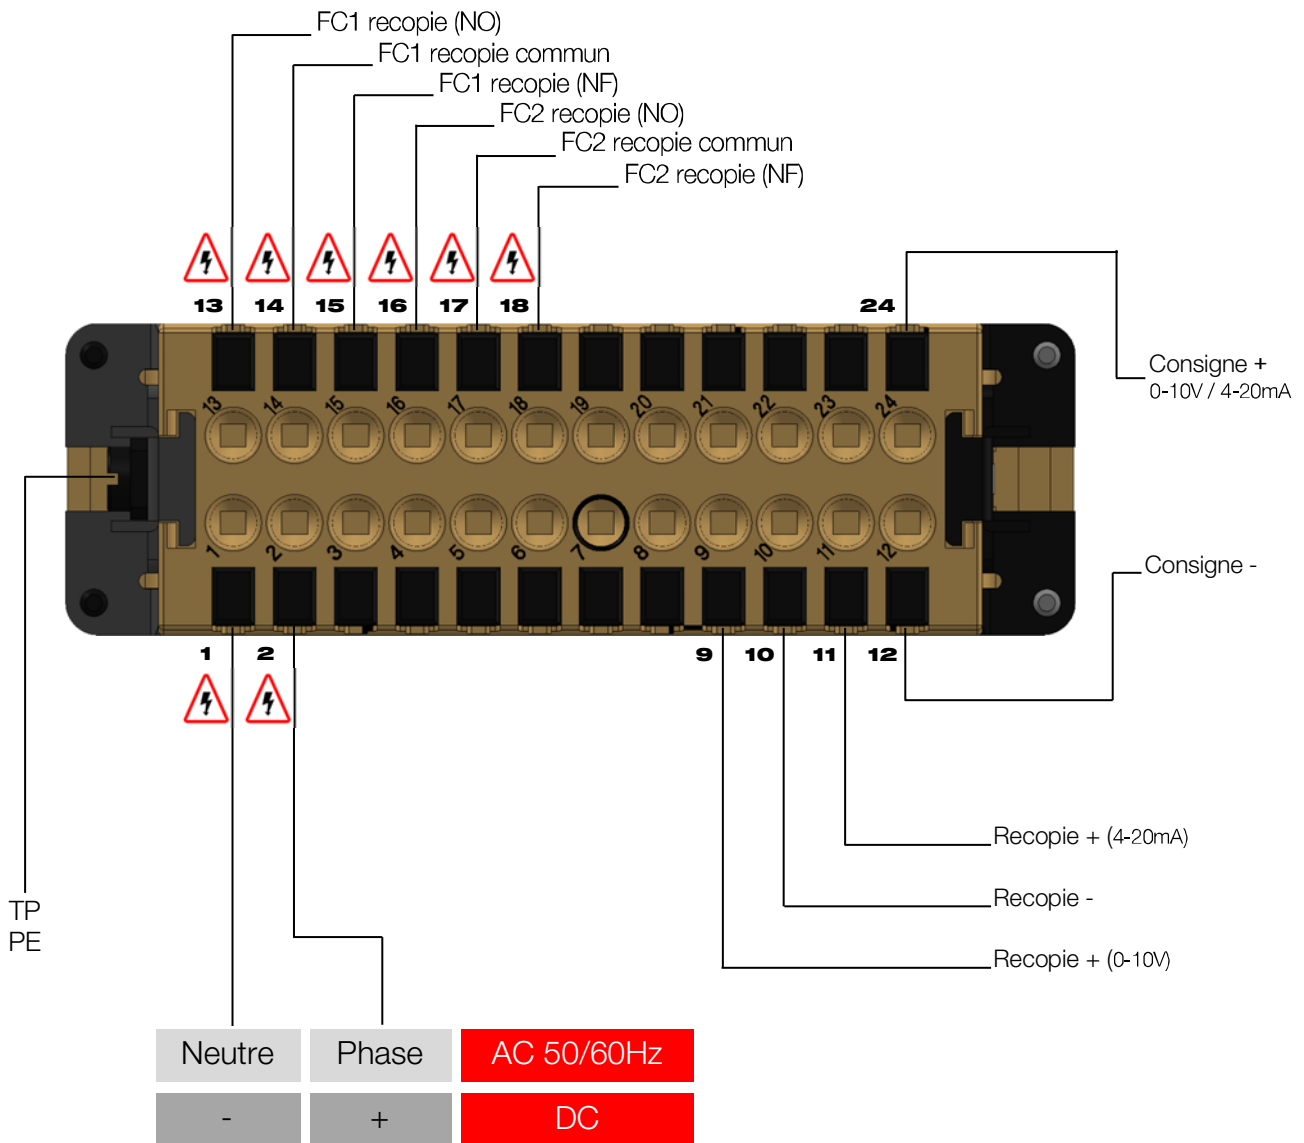 FC1 recopie (NO)
FC1 recopie commun
FC1 recopie (NF)
FC2 recopie (NO)
FC2 recopie commun
FC2 recopie (NF)
13 14 15 16 17 18 24
Consigne +
0-10V / 4-20mA
13 14 15 16 17 18 19 20 21 22 23 24
1 2 3 4 5 6 7 8 9 10 11 12
Consigne -
1 2 9 10 11 12
Recopie + (4-20mA)
Recopie -
TP
PE
Recopie + (0-10V)
Neutre Phase AC 50/60Hz
- + DC